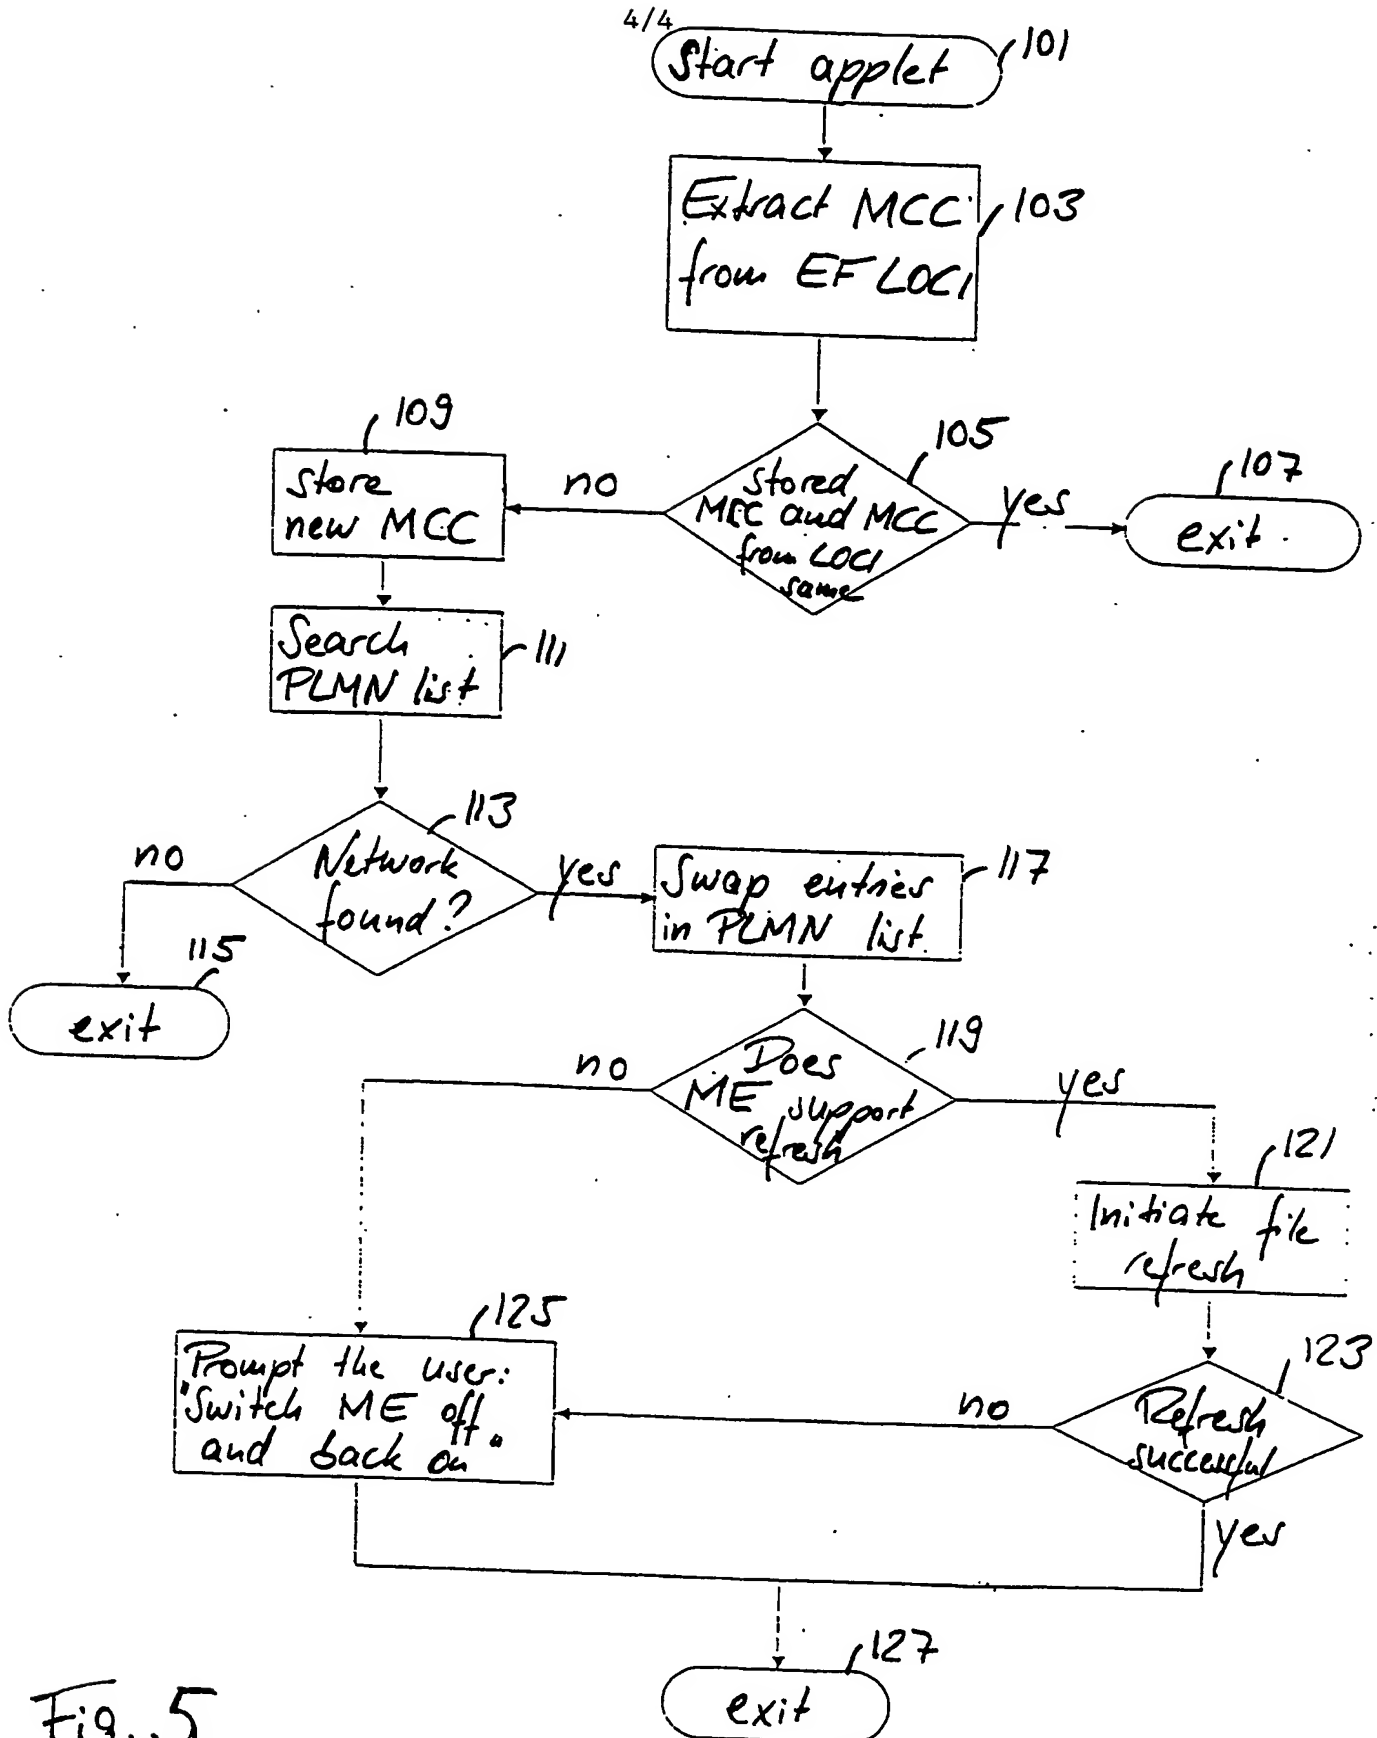 4/4
Start applet
101
Extract MCC
from EF LOCI
103
109
store
new MCC
no
105
stored
MCC and MCC
from LOCI
same
yes
107
exit
Search
PLMN list
111
113
Network
found?
no
115
exit
yes
Swap entries
in PLMN list
117
119
Does
ME support
refresh
no
yes
121
Initiate file
refresh
125
Prompt the user:
"Switch ME off
and back on"
123
Refresh
successful
no
yes
127
exit
Fig. 5